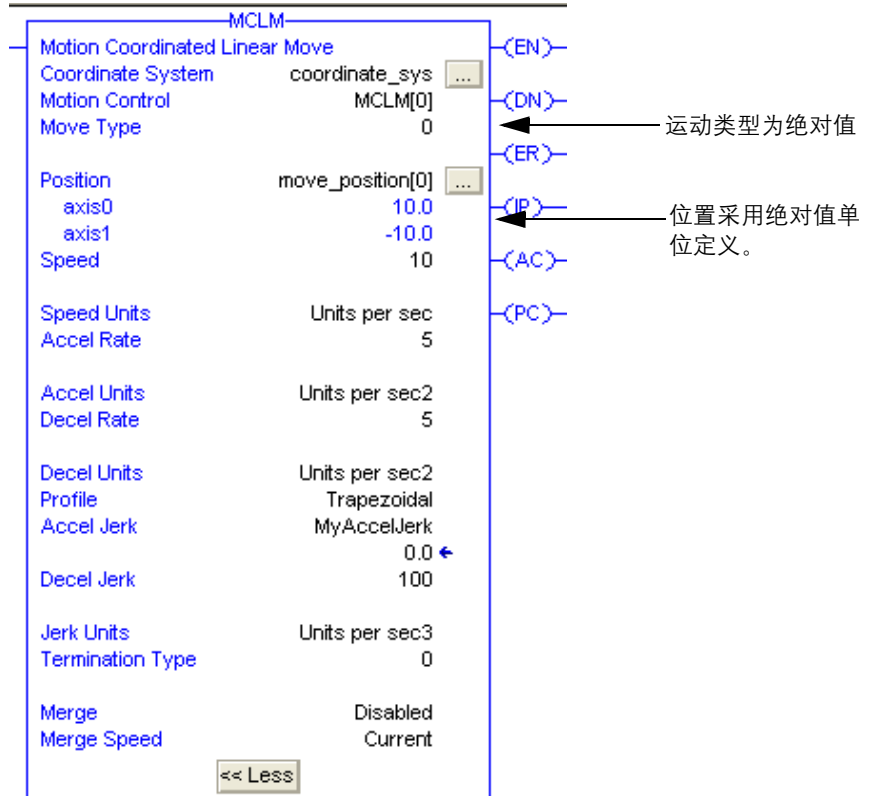 MCLM
Motion Coordinated Linear Move (EN)
Coordinate System coordinate_sys ...
Motion Control MCLM[0] (DN)
Move Type 0 运动类型为绝对值
(ER)
Position move_position[0] ...
axis0 10.0 (IP) 位置采用绝对值单
axis1 -10.0 位定义。
Speed 10 (AC)
Speed Units Units per sec (PC)
Accel Rate 5
Accel Units Units per sec2
Decel Rate 5
Decel Units Units per sec2
Profile Trapezoidal
Accel Jerk MyAccelJerk
0.0
Decel Jerk 100
Jerk Units Units per sec3
Termination Type 0
Merge Disabled
Merge Speed Current
<< Less